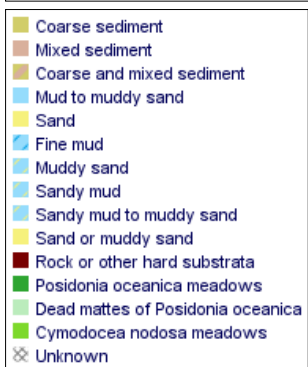 Coarse sediment
Mixed sediment
Coarse and mixed sediment
Mud to muddy sand
Sand
Fine mud
Muddy sand
Sandy mud
Sandy mud to muddy sand
Sand or muddy sand
Rock or other hard substrata
Posidonia oceanica meadows
Dead mattes of Posidonia oceanica
Cymodocea nodosa meadows
Unknown